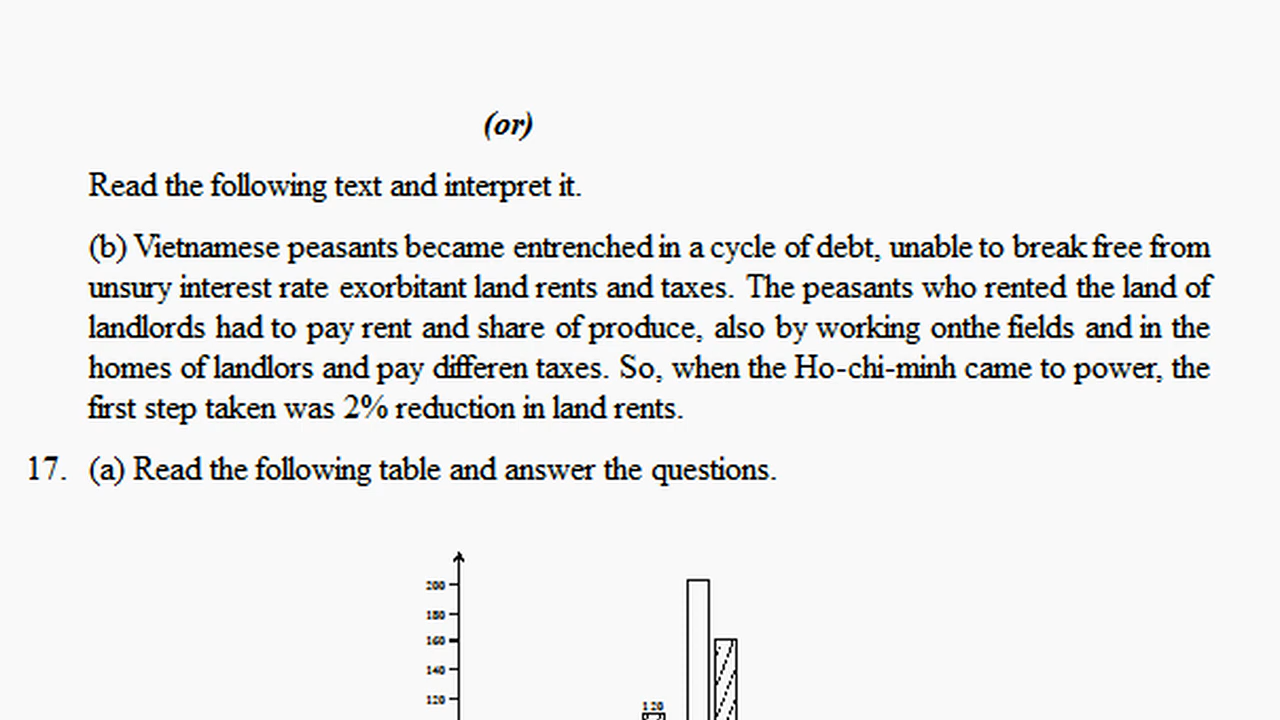 (or)
Read the following text and interpret it.
(b) Vietnamese peasants became entrenched in a cycle of debt, unable to break free from
unsury interest rate exorbitant land rents and taxes. The peasants who rented the land of
landlords had to pay rent and share of produce, also by working onthe fields and in the
homes of landlors and pay differen taxes. So, when the Ho-chi-minh came to power, the
first step taken was 2% reduction in land rents.
17. (a) Read the following table and answer the questions.
200
180
160
140
120
120